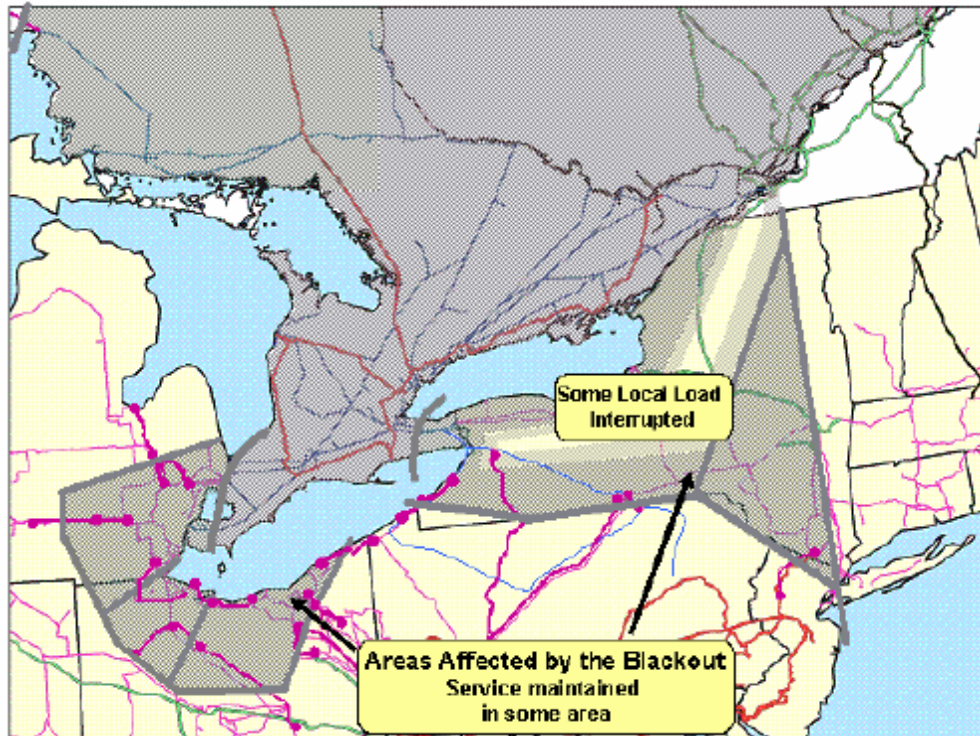 Some Local Load
Interrupted
Areas Affected by the Blackout
Service maintained
in some area